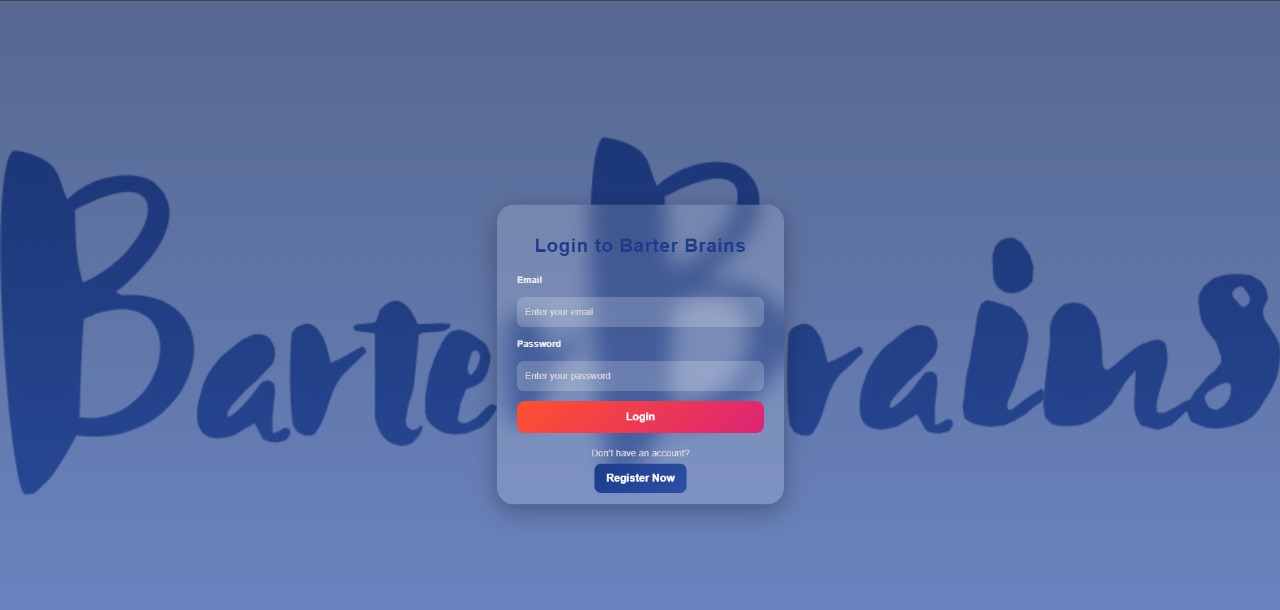 Barter Brains
Login to Barter Brains
Email
Enter your email
Password
Enter your password
Login
Don't have an account?
Register Now